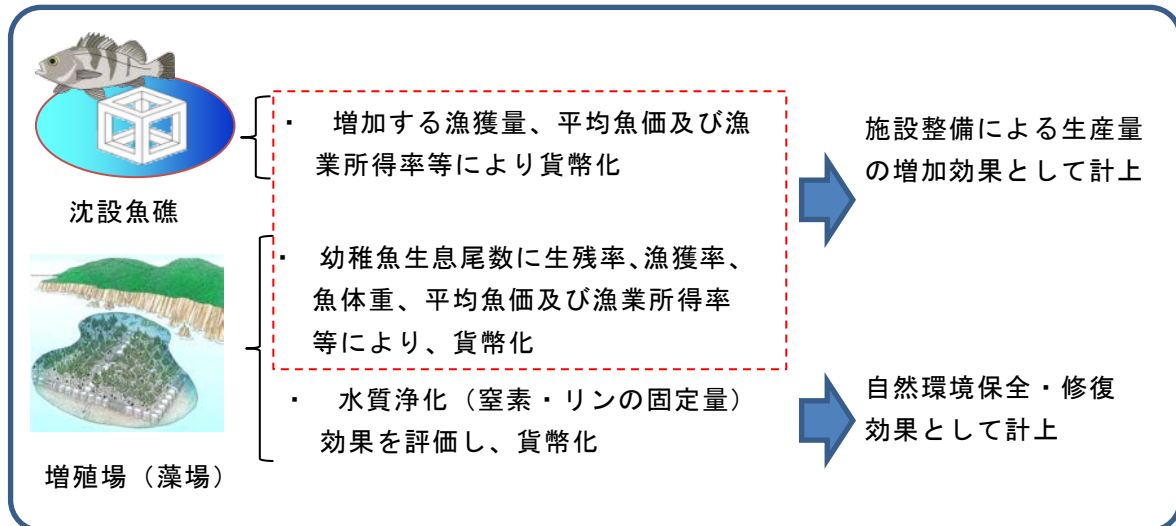 ・ 増加する漁獲量、平均魚価及び漁
業所得率等により貨幣化
沈設魚礁
・ 幼稚魚生息尾数に生残率、漁獲率、
魚体重、平均魚価及び漁業所得率
等により、貨幣化
・ 水質浄化（窒素・リンの固定量）
効果を評価し、貨幣化
増殖場（藻場）
施設整備による生産量
の増加効果として計上
自然環境保全・修復
効果として計上